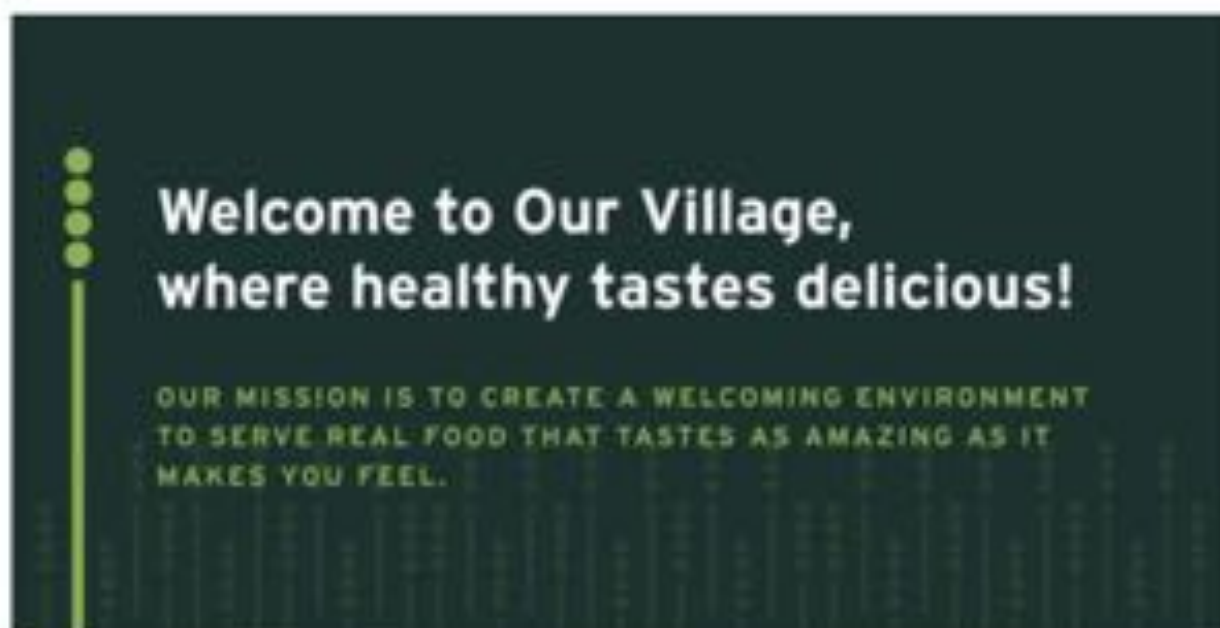 Welcome to Our Village,
where healthy tastes delicious!
OUR MISSION IS TO CREATE A WELCOMING ENVIRONMENT
TO SERVE REAL FOOD THAT TASTES AS AMAZING AS IT
MAKES YOU FEEL.